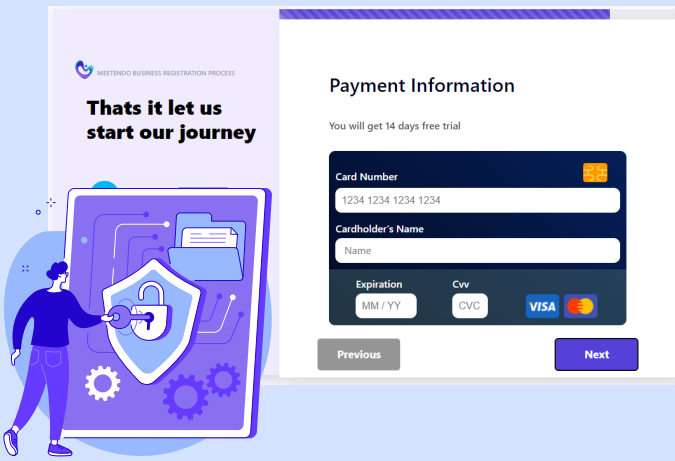 MEETENDO BUSINESS REGISTRATION PROCESS
Thats it let us
start our journey
Payment Information
You will get 14 days free trial
Card Number
1234 1234 1234 1234
Cardholder's Name
Name
Expiration Cvv
MM / YY CVC VISA
Previous Next